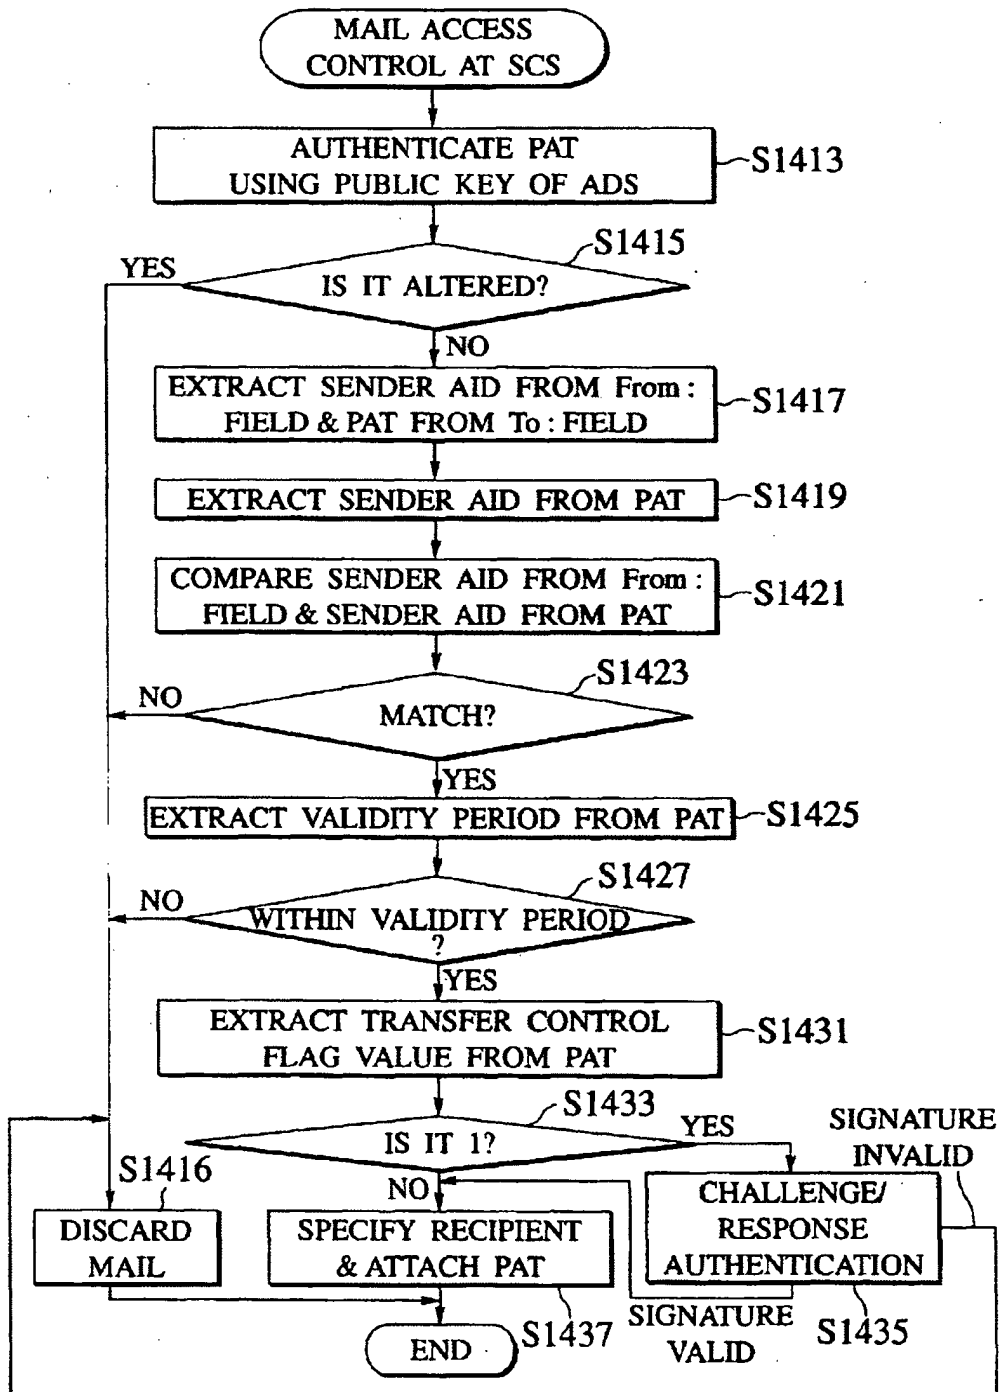 MAIL ACCESS
CONTROL AT SCS
AUTHENTICATE PAT
USING PUBLIC KEY OF ADS
S1413
S1415
YES
IS IT ALTERED?
NO
EXTRACT SENDER AID FROM From :
FIELD & PAT FROM To : FIELD
S1417
EXTRACT SENDER AID FROM PAT
S1419
COMPARE SENDER AID FROM From :
FIELD & SENDER AID FROM PAT
S1421
S1423
NO
MATCH?
YES
EXTRACT VALIDITY PERIOD FROM PAT
S1425
S1427
NO
WITHIN VALIDITY PERIOD
?
YES
EXTRACT TRANSFER CONTROL
FLAG VALUE FROM PAT
S1431
S1433
IS IT 1?
YES
SIGNATURE
INVALID
S1416
NO
DISCARD
MAIL
SPECIFY RECIPIENT
& ATTACH PAT
CHALLENGE/
RESPONSE
AUTHENTICATION
S1437
SIGNATURE
VALID
S1435
END